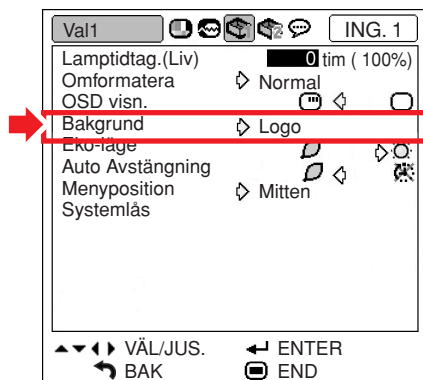 Val1 ING. 1
Lamptidtag.(Liv) 0 tim ( 100%)
Omformatera Normal
OSD visn.
Bakgrund Logo
Eko-läge
Auto Avstängning
Menyposition Mitten
Systemlås
VÄL/JUS. ENTER
BAK END